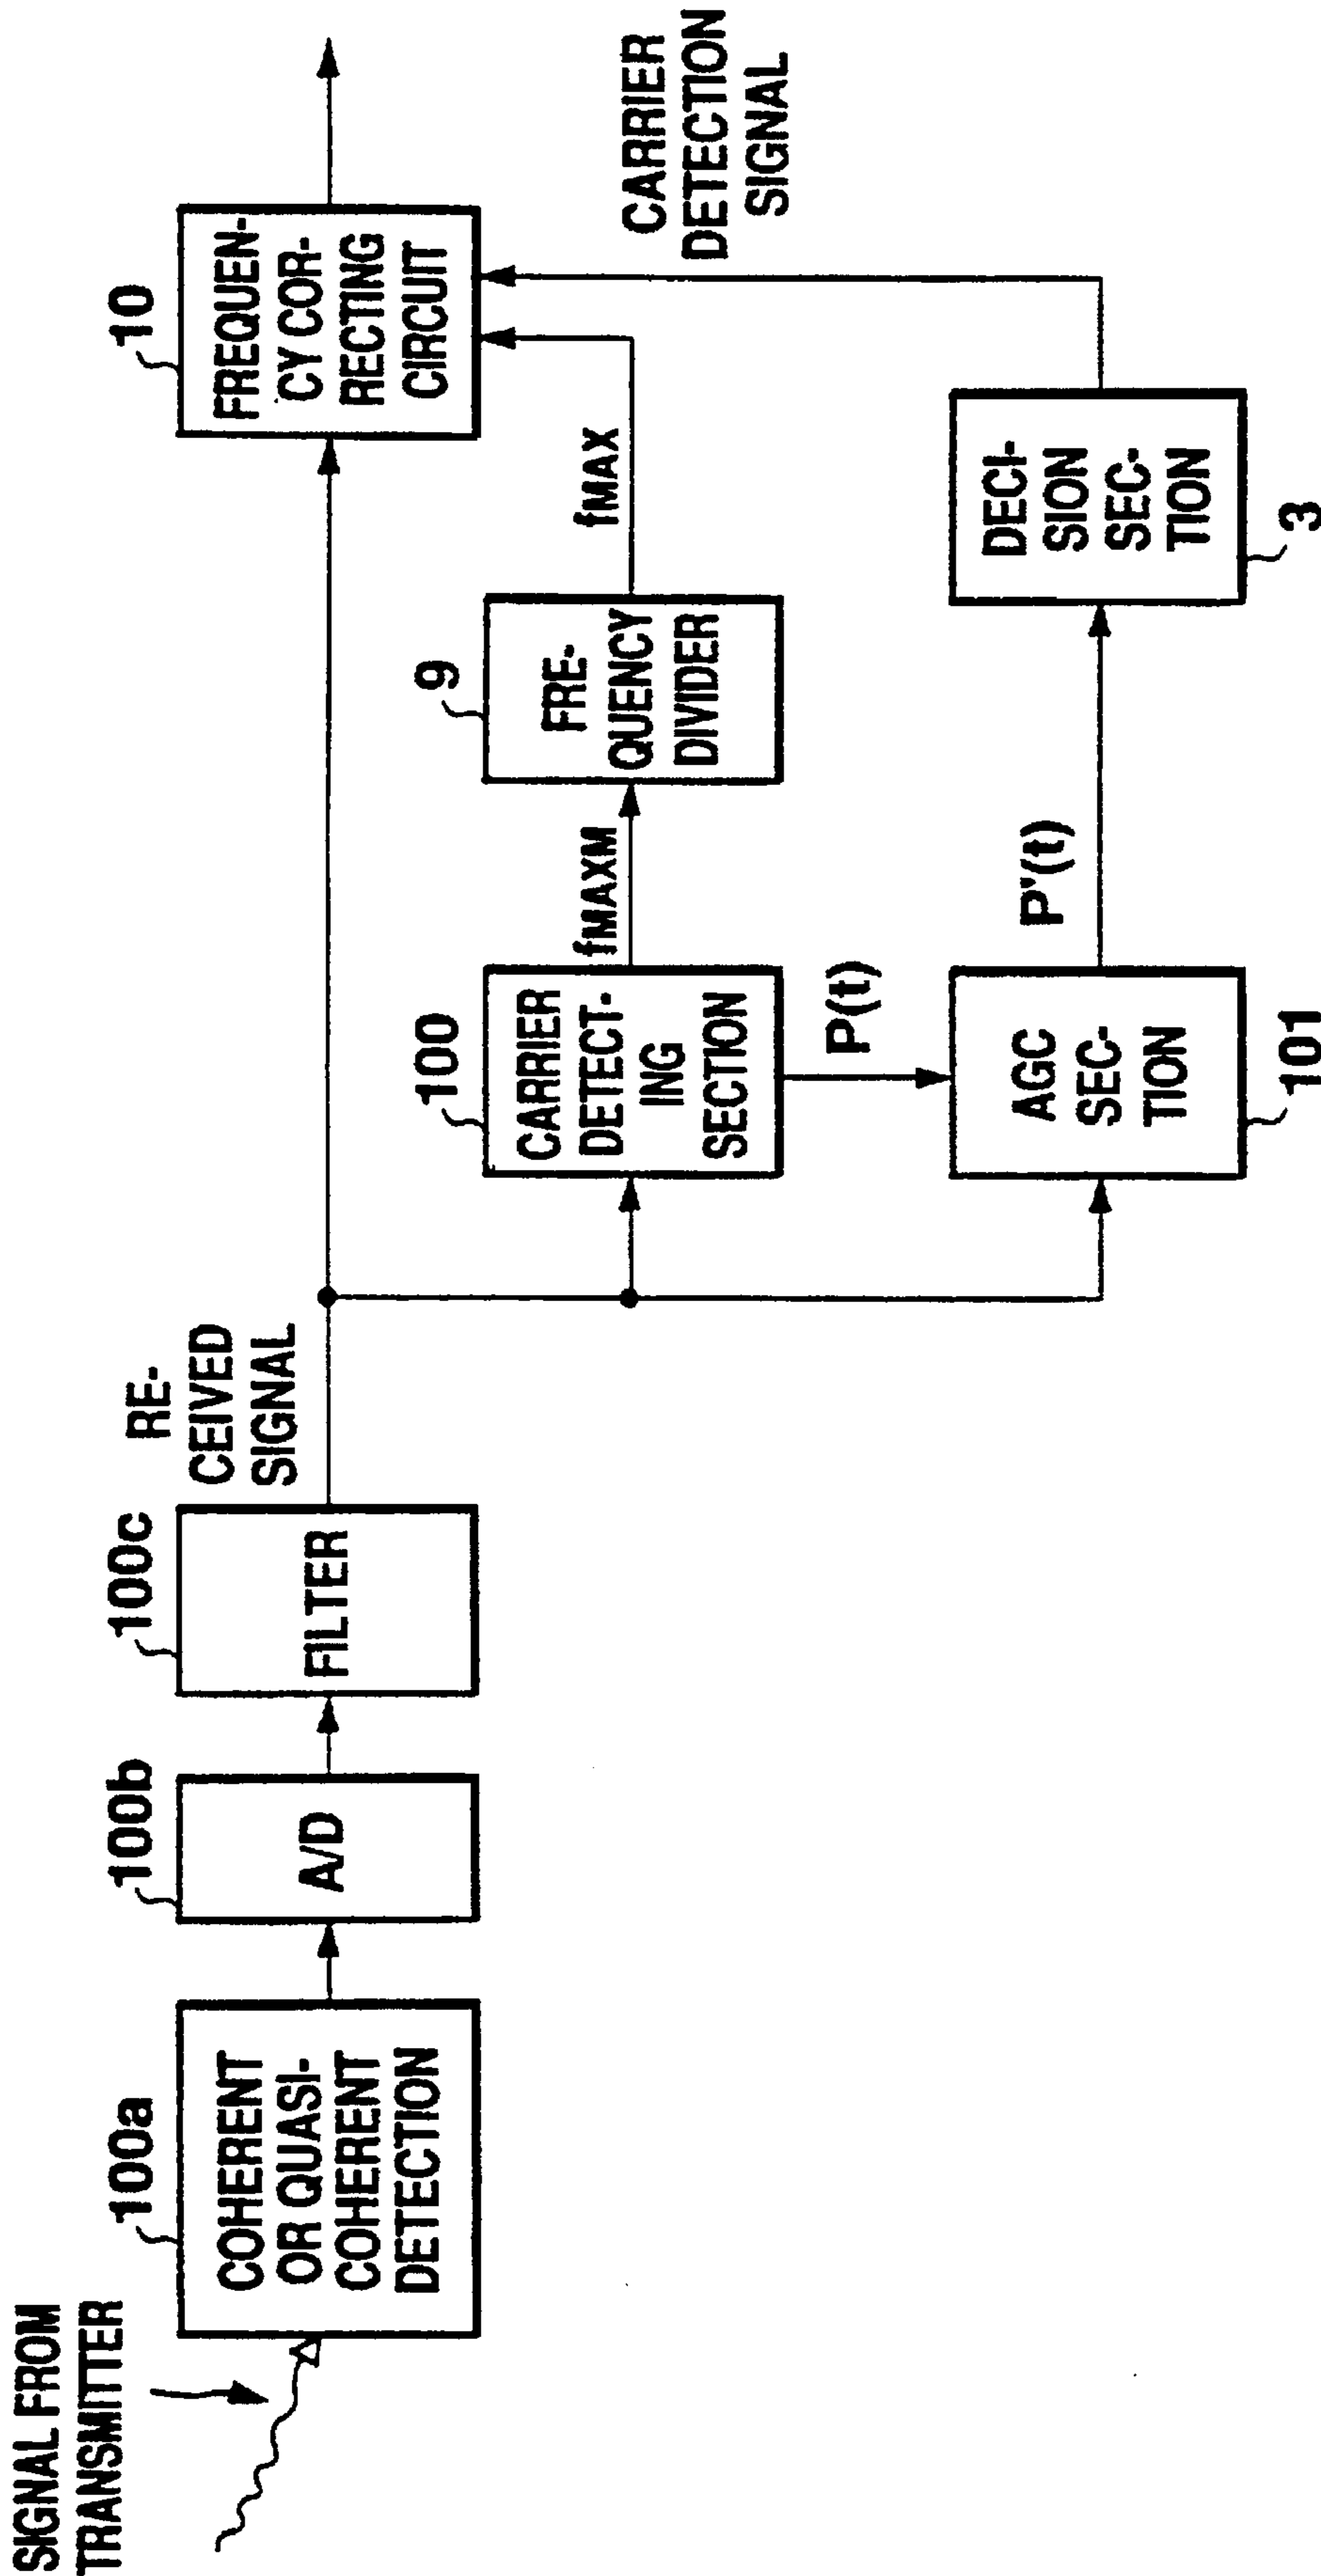 SIGNAL FROM
TRANSMITTER
100a
COHERENT
OR QUASI-
COHERENT
DETECTION
100b
A/D
100c
FILTER
RE-
CEIVED
SIGNAL
10
FREQUEN-
CY COR-
RECTING
CIRCUIT
100
CARRIER
DETECT-
ING
SECTION
fMAXM
9
FRE-
QUENCY
DIVIDER
fMAX
CARRIER
DETECTION
SIGNAL
P(t)
AGC
SEC-
TION
101
P'(t)
DECI-
SION
SEC-
TION
3